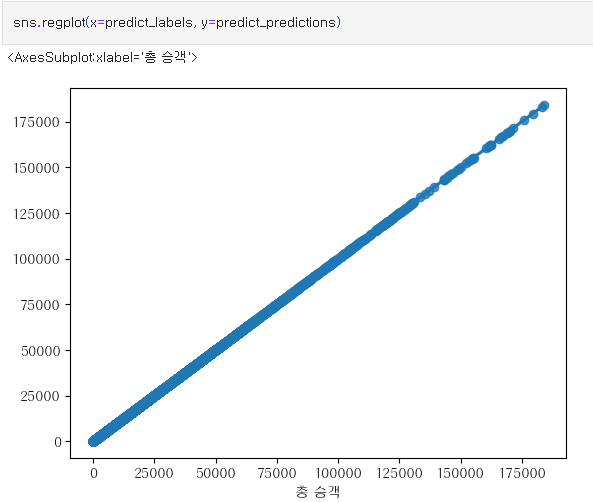 sns.regplot(x=predict_labels, y=predict_predictions)
<AxesSubplot:xlabel='총 승객'>
175000
150000
125000
100000
75000
50000
25000
0
0 25000 50000 75000 100000 125000 150000 175000
총 승객